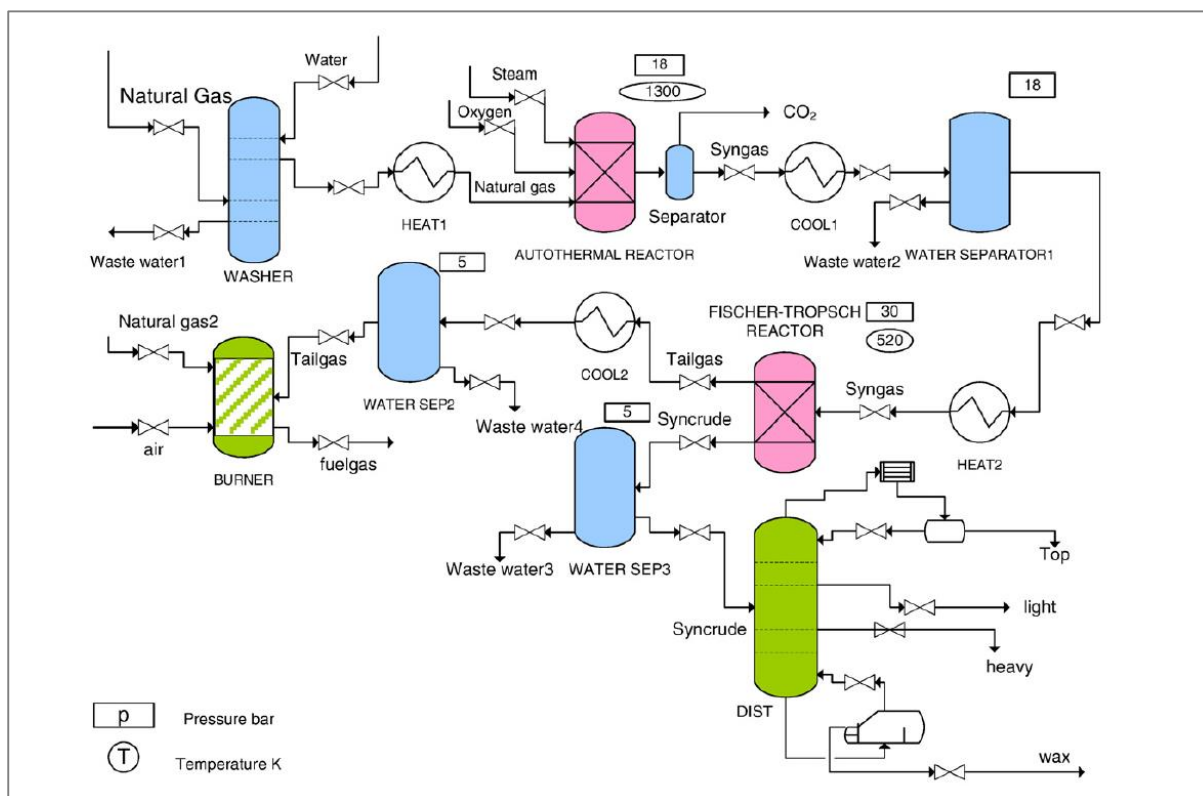 Water
Natural Gas
Steam
18
1300
18
Oxygen
CO₂
Syngas
Natural gas
HEAT1
Separator
COOL1
Waste water1
WASHER
AUTOTHERMAL REACTOR
Waste water2
WATER SEPARATOR1
5
FISCHER-TROPSCH
REACTOR
30
520
Natural gas2
Tailgas
COOL2
Tailgas
Syngas
WATER SEP2
5
Syncrude
Waste water4
HEAT2
air
fuelgas
BURNER
Waste water3
WATER SEP3
Top
Syncrude
light
heavy
DIST
wax
p
Pressure bar
T
Temperature K